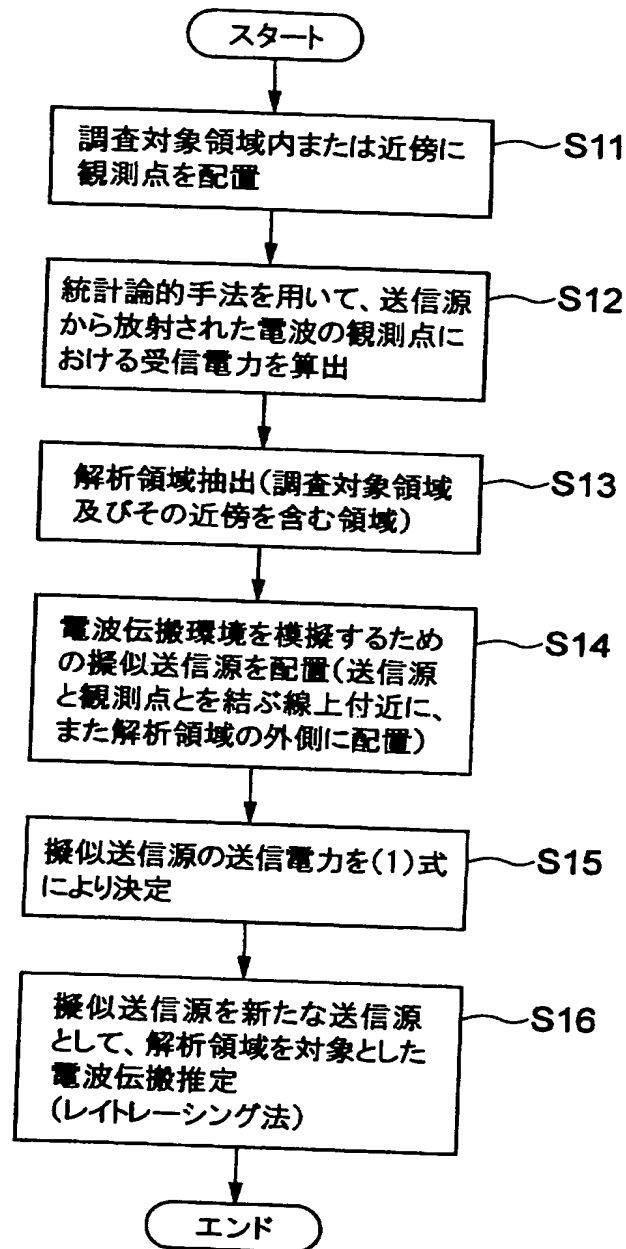 スタート
調査対象領域内または近傍に
観測点を配置
S11
統計論的手法を用いて、送信源
から放射された電波の観測点に
おける受信電力を算出
S12
解析領域抽出(調査対象領域
及びその近傍を含む領域)
S13
電波伝搬環境を模擬するため
の擬似送信源を配置(送信源
と観測点とを結ぶ線上付近に、
また解析領域の外側に配置)
S14
擬似送信源の送信電力を(1)式
により決定
S15
擬似送信源を新たな送信源
として、解析領域を対象とした
電波伝搬推定
(レイトレーシング法)
S16
エンド